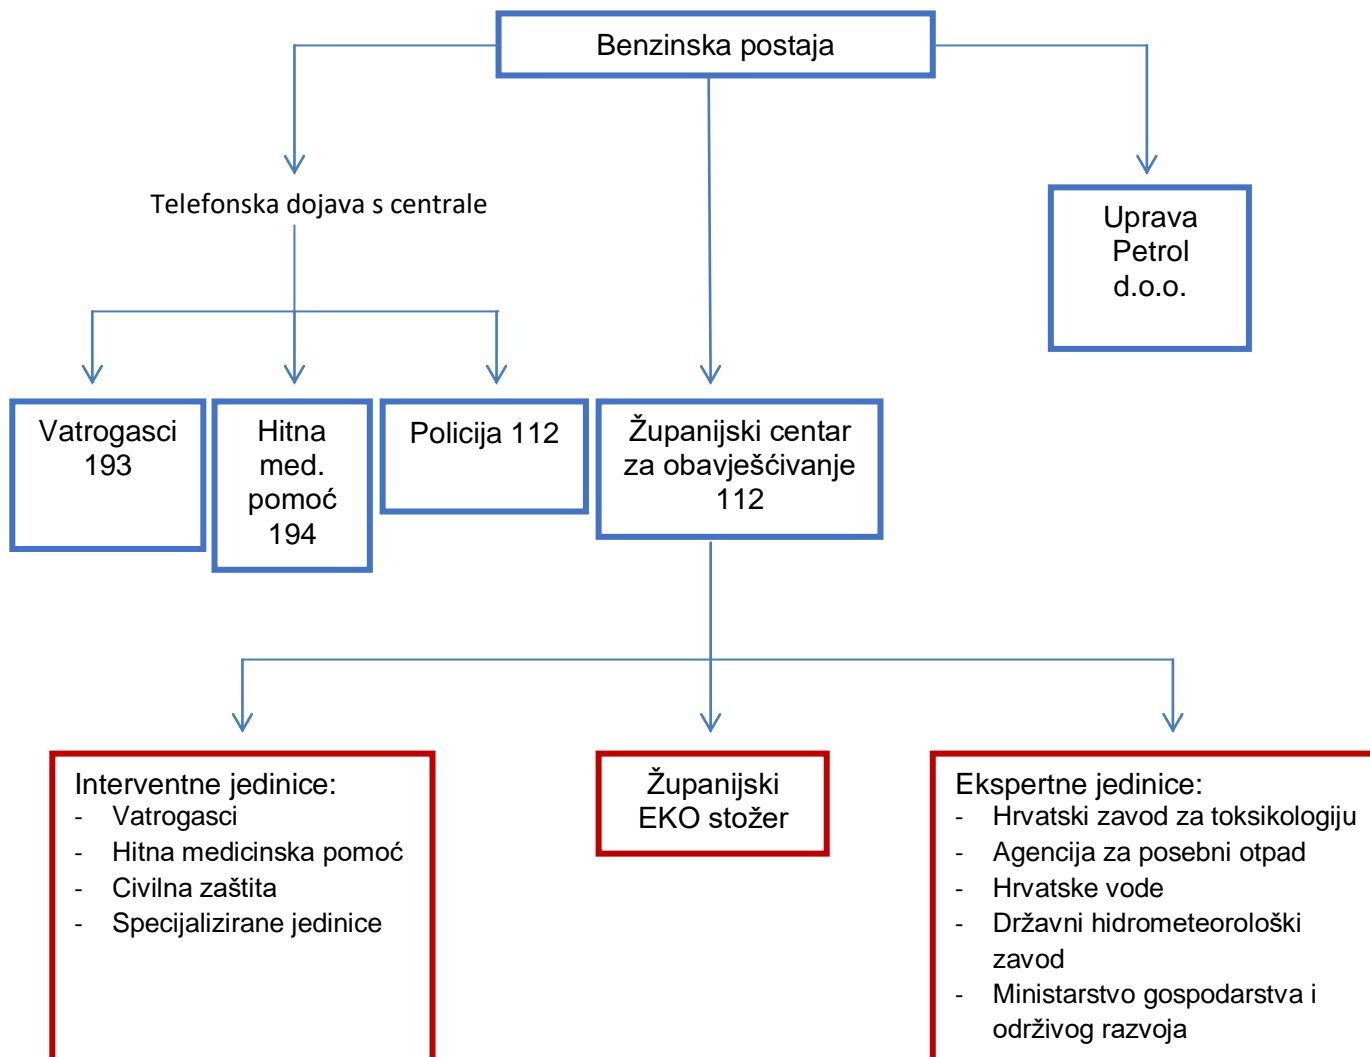 Benzinska postaja
Telefonska dojava s centrale
Uprava
Petrol
d.o.o.
Vatrogasci
193
Hitna
med.
pomoć
194
Policija 112
Županijski centar
za obavješćivanje
112
Interventne jedinice:
- Vatrogasci
- Hitna medicinska pomoć
- Civilna zaštita
- Specijalizirane jedinice
Županijski
EKO stožer
Ekspertne jedinice:
- Hrvatski zavod za toksikologiju
- Agencija za posebni otpad
- Hrvatske vode
- Državni hidrometeorološki
zavod
- Ministarstvo gospodarstva i
održivog razvoja